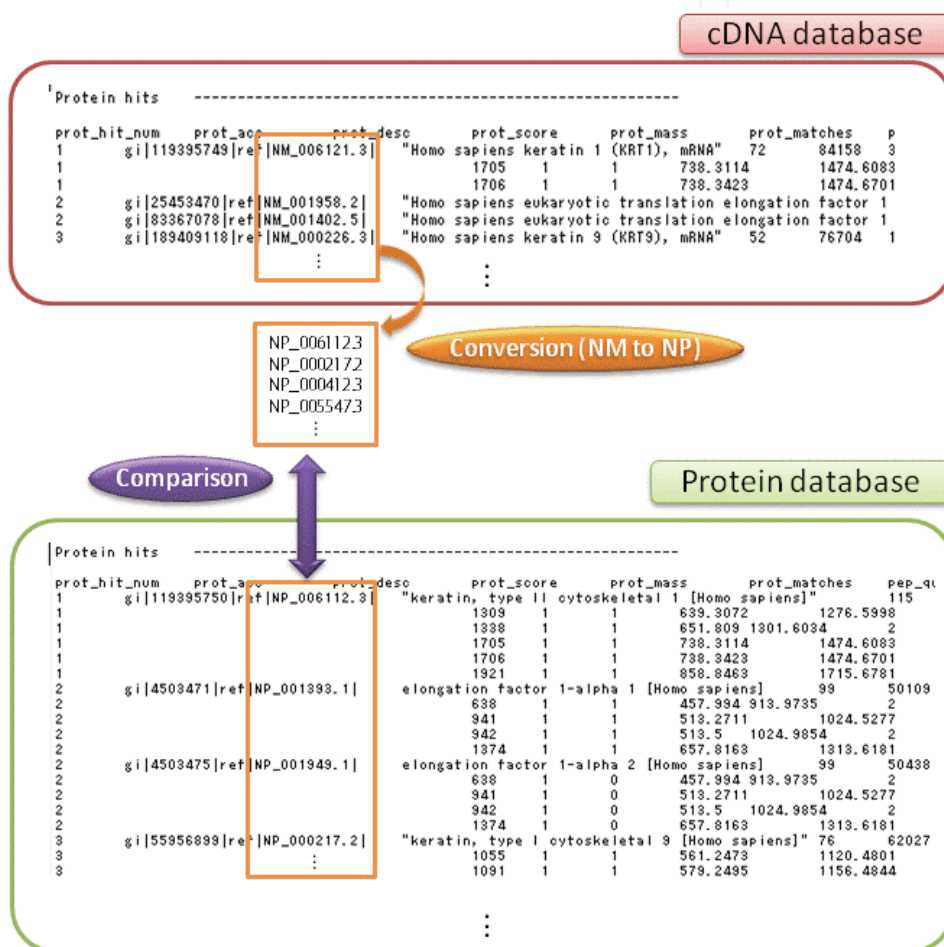 cDNA database
Protein hits -------------------------------------------------------
prot_hit_num prot_acc prot_desc prot_score prot_mass prot_matches p
1 gi|119395749|ref|NM_006121.3| "Homo sapiens keratin 1 (KRT1), mRNA" 72 84158 3
1 1705 1 1 738.3114 1474.6083
1 1706 1 1 738.3423 1474.6701
2 gi|25453470|ref|NM_001958.2| "Homo sapiens eukaryotic translation elongation factor 1
2 gi|83367078|ref|NM_001402.5| "Homo sapiens eukaryotic translation elongation factor 1
3 gi|189409118|ref|NM_000226.3| "Homo sapiens keratin 9 (KRT9), mRNA" 52 76704 1
⋮ ⋮
NP_006112.3
NP_000217.2
NP_000412.3
NP_005547.3
⋮
Conversion (NM to NP)
Comparison
Protein database
Protein hits -------------------------------------------------------
prot_hit_num prot_acc prot_desc prot_score prot_mass prot_matches pep_qu
1 gi|119395750|ref|NP_006112.3| "keratin, type II cytoskeletal 1 [Homo sapiens]" 115
1 1309 1 1 639.3072 1276.5998
1 1338 1 1 651.809 1301.6034 2
1 1705 1 1 738.3114 1474.6083
1 1706 1 1 738.3423 1474.6701
1 1921 1 1 858.8463 1715.6781
2 gi|4503471|ref|NP_001393.1| elongation factor 1-alpha 1 [Homo sapiens] 99 50109
2 638 1 1 457.994 913.9735 2
2 941 1 1 513.2711 1024.5277
2 942 1 1 513.5 1024.9854 2
2 1374 1 1 657.8163 1313.6181
2 gi|4503475|ref|NP_001949.1| elongation factor 1-alpha 2 [Homo sapiens] 99 50438
2 638 1 0 457.994 913.9735 2
2 941 1 0 513.2711 1024.5277
2 942 1 0 513.5 1024.9854 2
2 1374 1 0 657.8163 1313.6181
3 gi|55956899|ref|NP_000217.2| "keratin, type I cytoskeletal 9 [Homo sapiens]" 76 62027
3 1055 1 1 561.2473 1120.4801
3 1091 1 1 579.2495 1156.4844
⋮
⋮